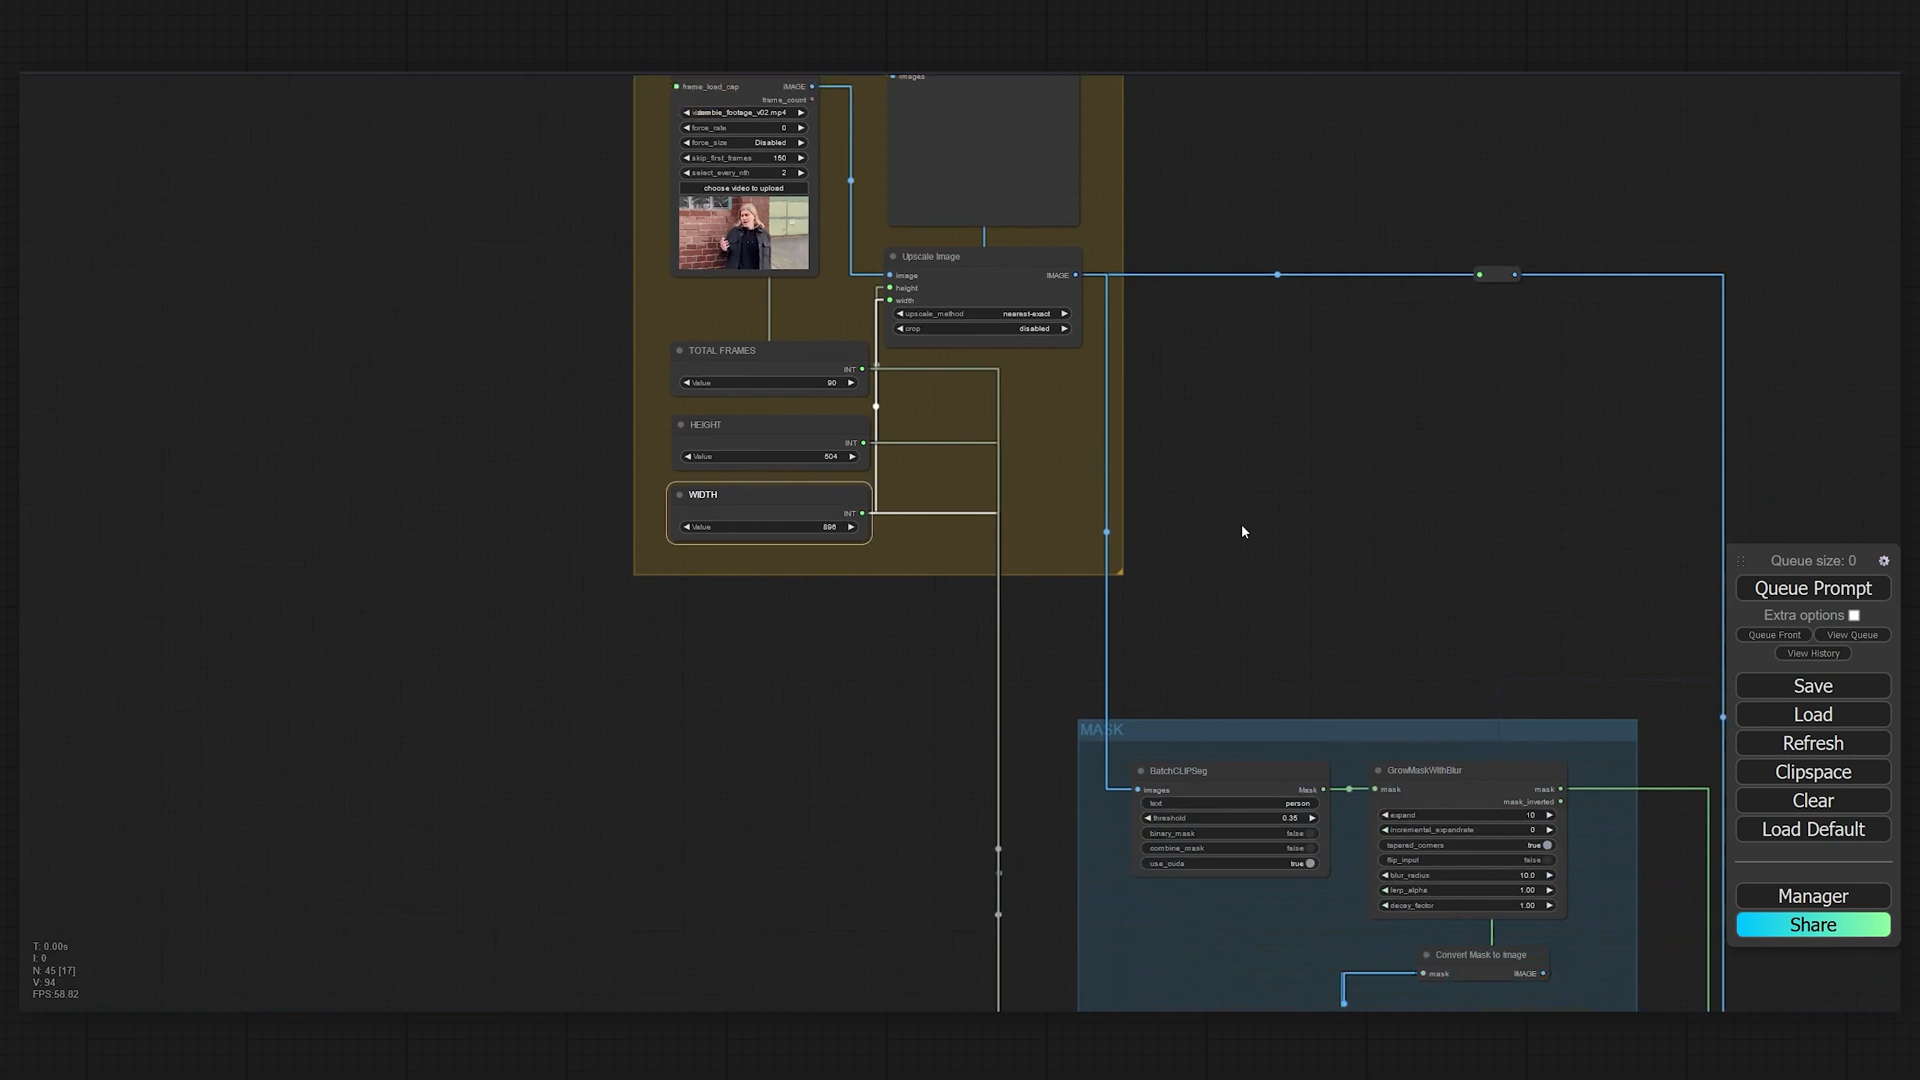 images
frame_load_cap IMAGE
frame_count
zombie_footage_v02.mp4
force_rate 0
force_size Disabled
skip_first_frames 150
select_every_nth 2
choose video to upload
Upscale Image
image IMAGE
height
width
upscale_method nearest-exact
crop disabled
TOTAL FRAMES
INT
Value 90
HEIGHT
INT
Value 504
WIDTH
INT
Value 896
Queue size: 0
Queue Prompt
Extra options
Queue Front View Queue
View History
Save
Load
Refresh
Clipspace
Clear
Load Default
Manager
Share
MASK
BatchCLIPSeg
images Mask
text person
threshold 0.35
binary_mask false
combine_mask false
use_cuda true
GrowMaskWithBlur
mask mask
mask_inverted
expand 10
incremental_expandrate 0
tapered_corners true
flip_input false
blur_radius 10.0
lerp_alpha 1.00
decay_factor 1.00
Convert Mask to Image
mask IMAGE
T: 0.00s
I: 0
N: 45 [17]
V: 94
FPS:58.82